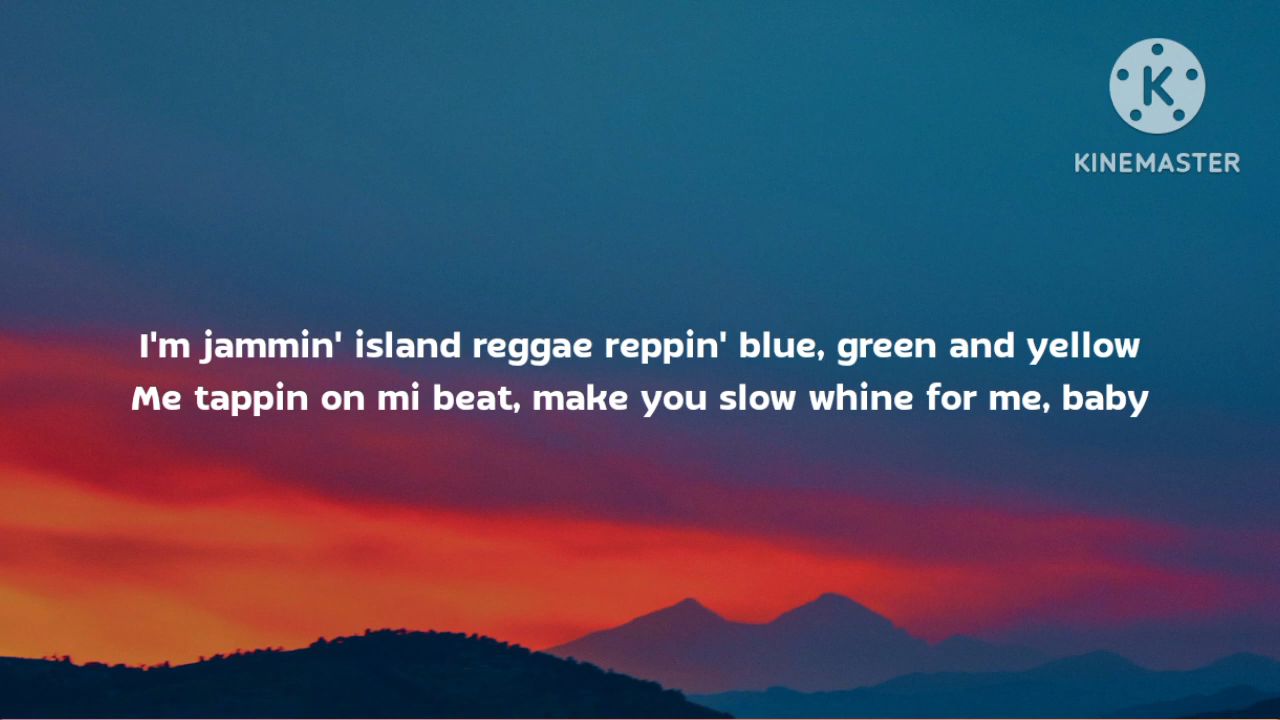 K
KINEMASTER
I'm jammin' island reggae reppin' blue, green and yellow
Me tappin on mi beat, make you slow whine for me, baby